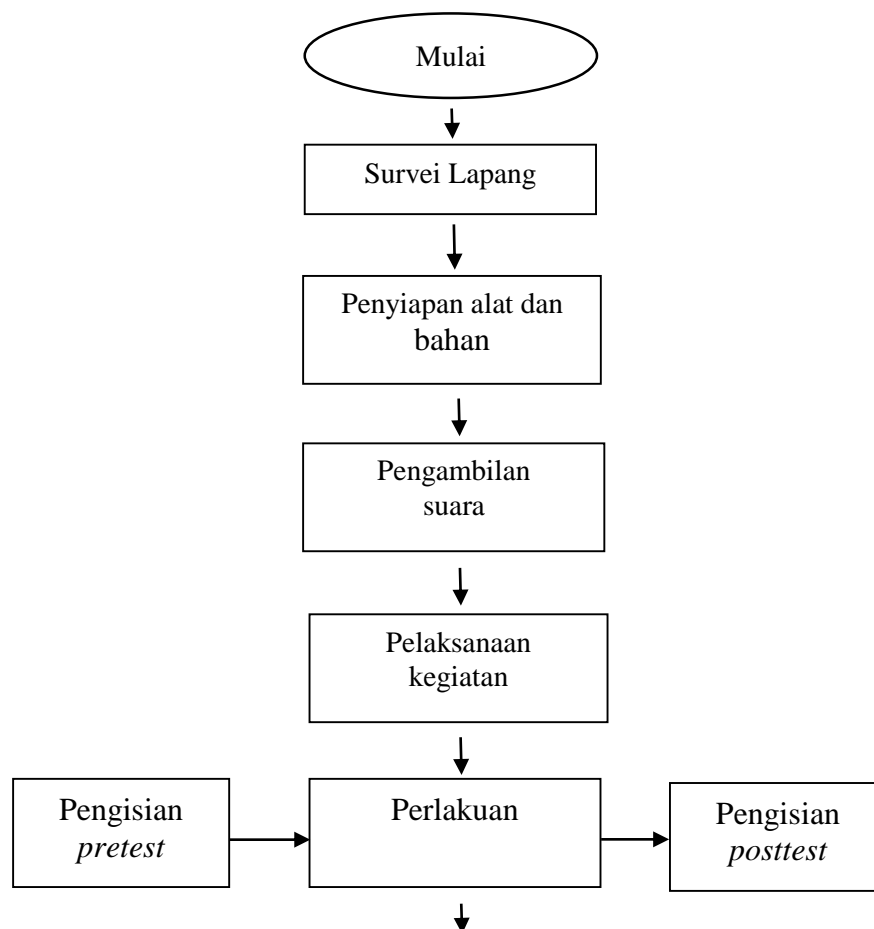 Mulai
Survei Lapang
Penyiapan alat dan
bahan
Pengambilan
suara
Pelaksanaan
kegiatan
Pengisian
pretest
Perlakuan
Pengisian
posttest